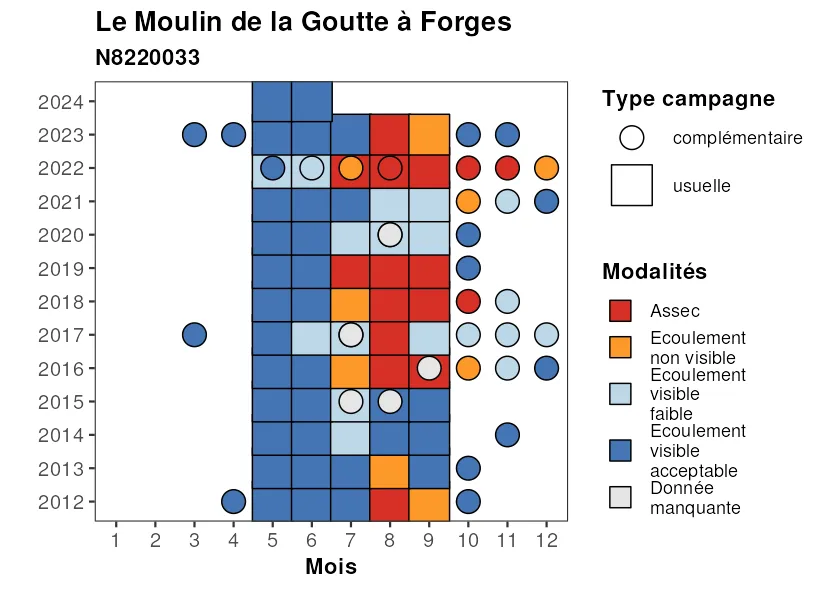 Le Moulin de la Goutte à Forges
N8220033
2024
2023
2022
2021
2020
2019
2018
2017
2016
2015
2014
2013
2012
1 2 3 4 5 6 7 8 9 10 11 12
Mois
Type campagne
complémentaire
usuelle
Modalités
Assec
Ecoulement
non visible
Ecoulement
visible
faible
Ecoulement
visible
acceptable
Donnée
manquante